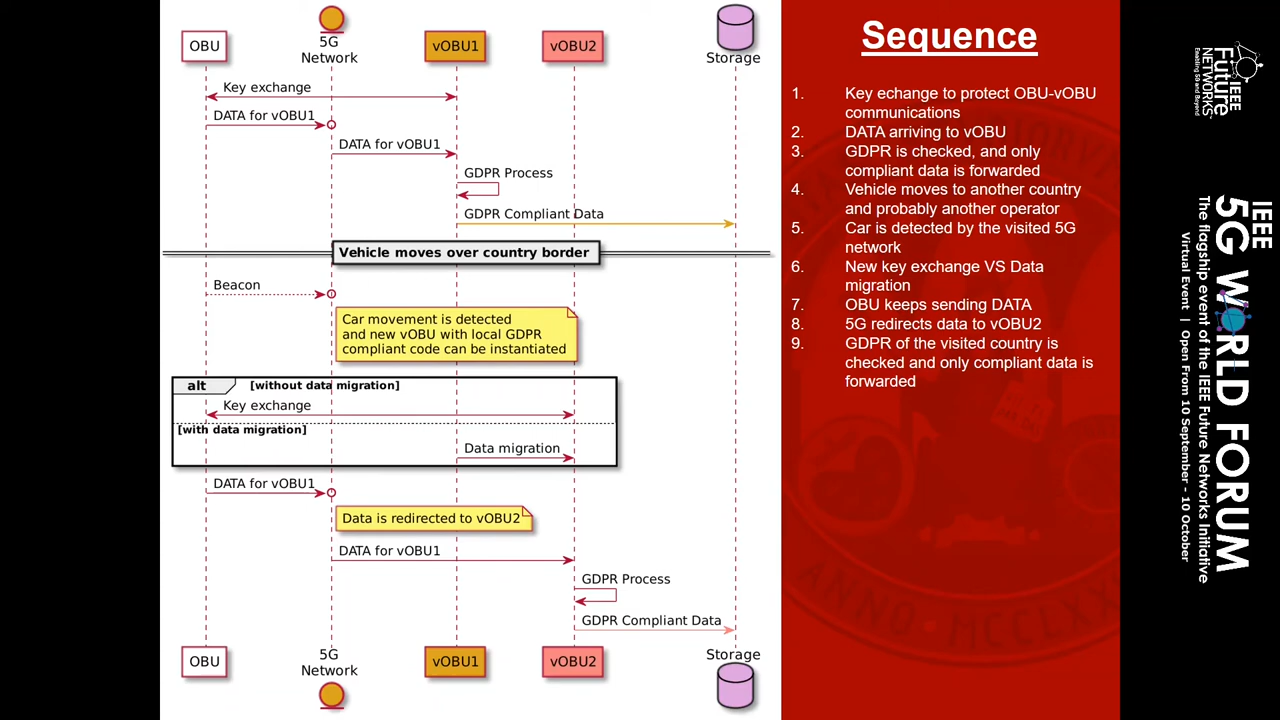 OBU
5G
Network
vOBU1
vOBU2
Storage
Key exchange
DATA for vOBU1
DATA for vOBU1
GDPR Process
GDPR Compliant Data
Vehicle moves over country border
Beacon
Car movement is detected
and new vOBU with local GDPR
compliant code can be instantiated
alt [without data migration]
Key exchange
[with data migration]
Data migration
DATA for vOBU1
Data is redirected to vOBU2
DATA for vOBU1
GDPR Process
GDPR Compliant Data
OBU
5G
Network
vOBU1
vOBU2
Storage
Sequence
1. Key echange to protect OBU-vOBU
communications
2. DATA arriving to vOBU
3. GDPR is checked, and only
compliant data is forwarded
4. Vehicle moves to another country
and probably another operator
5. Car is detected by the visited 5G
network
6. New key exchange VS Data
migration
7. OBU keeps sending DATA
8. 5G redirects data to vOBU2
9. GDPR of the visited country is
checked and only compliant data is
forwarded
ANNO MCCLXX
IEEE
Future
NETWORKS
Enabling 5G and Beyond
IEEE
5G WORLD FORUM
The flagship event of the IEEE Future Networks Initiative
Virtual Event | Open From 10 September - 10 October